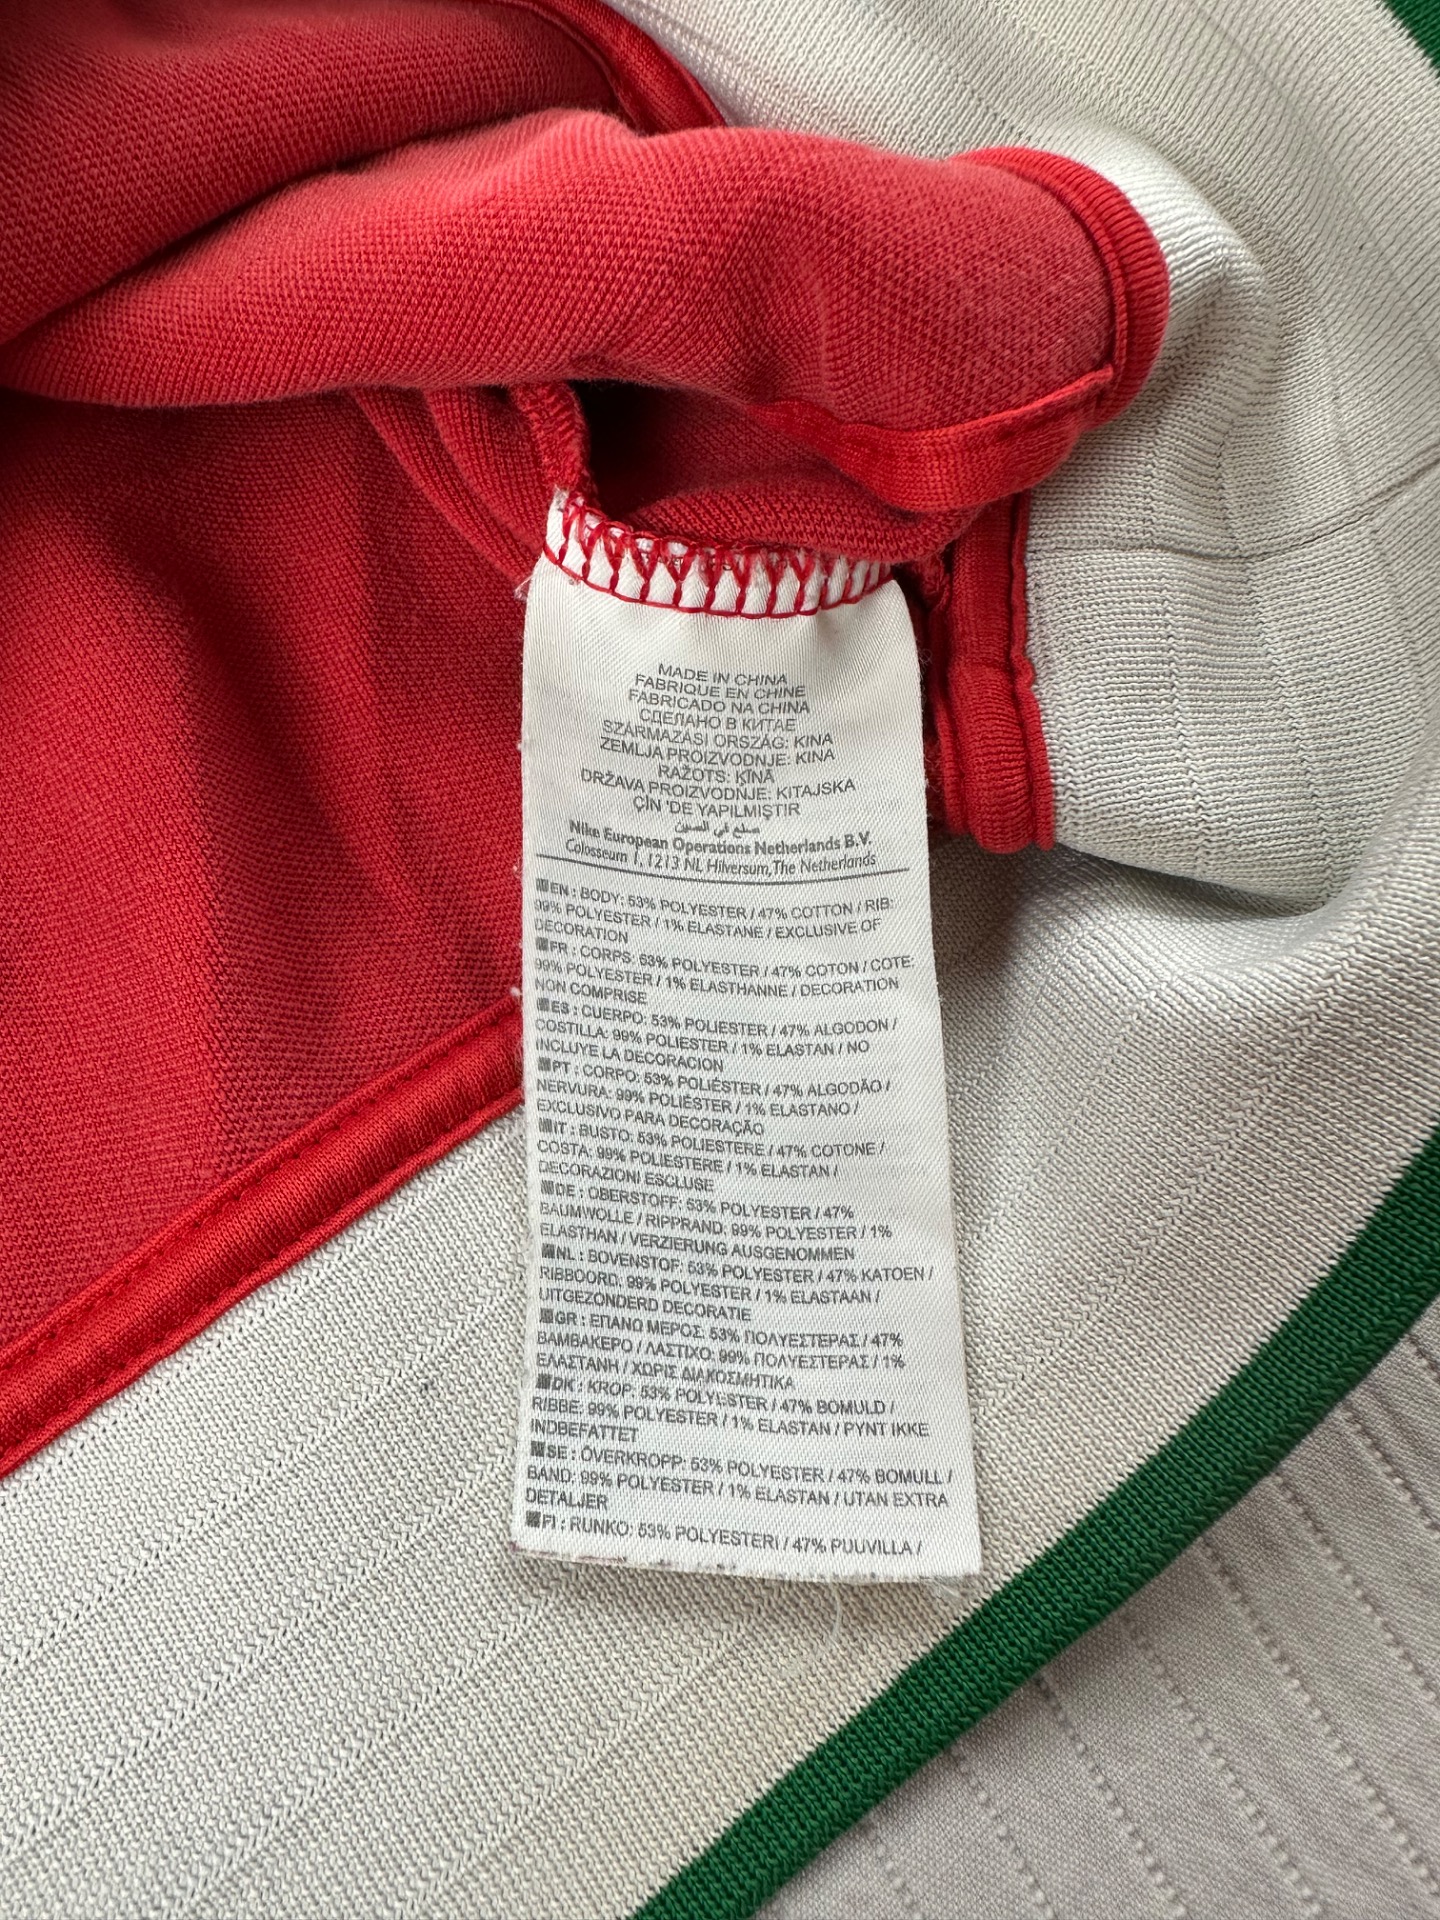 MADE IN CHINA
FABRIQUE EN CHINE
FABRICADO NA CHINA
СДЕЛАНО В КИТАЕ
SZÁRMAZÁSI ORSZÁG: KINA
ZEMLJA PROIZVODNJE: KINA
RAŽOTS: ĶĪNĀ
DRŽAVA PROIZVODNJE: KITAJSKA
ÇİN 'DE YAPILMIŞTIR
صنع في الصين
Nike European Operations Netherlands B.V.
Colosseum 1, 1213 NL Hilversum, The Netherlands
EN : BODY: 53% POLYESTER / 47% COTTON / RIB:
99% POLYESTER / 1% ELASTANE / EXCLUSIVE OF
DECORATION
FR : CORPS: 53% POLYESTER / 47% COTON / COTE:
99% POLYESTER / 1% ELASTHANNE / DECORATION
NON COMPRISE
ES : CUERPO: 53% POLIESTER / 47% ALGODON /
COSTILLA: 99% POLIESTER / 1% ELASTAN / NO
INCLUYE LA DECORACION
PT : CORPO: 53% POLIÉSTER / 47% ALGODÃO /
NERVURA: 99% POLIÉSTER / 1% ELASTANO /
EXCLUSIVO PARA DECORAÇÃO
IT : BUSTO: 53% POLIESTERE / 47% COTONE /
COSTA: 99% POLIESTERE / 1% ELASTAN /
DECORAZIONI ESCLUSE
DE : OBERSTOFF: 53% POLYESTER / 47%
BAUMWOLLE / RIPPRAND: 99% POLYESTER / 1%
ELASTHAN / VERZIERUNG AUSGENOMMEN
NL : BOVENSTOF: 53% POLYESTER / 47% KATOEN /
RIBBOORD: 99% POLYESTER / 1% ELASTAAN /
UITGEZONDERD DECORATIE
GR : ΕΠΑΝΩ ΜΕΡΟΣ: 53% ΠΟΛΥΕΣΤΕΡΑΣ / 47%
ΒΑΜΒΑΚΕΡΟ / ΛΑΣΤΙΧΟ: 99% ΠΟΛΥΕΣΤΕΡΑΣ / 1%
ΕΛΑΣΤΑΝΗ / ΧΩΡΙΣ ΔΙΑΚΟΣΜΗΤΙΚΑ
DK : KROP: 53% POLYESTER / 47% BOMULD /
RIBBE: 99% POLYESTER / 1% ELASTAN / PYNT IKKE
INDBEFATTET
SE : ÖVERKROPP: 53% POLYESTER / 47% BOMULL /
BAND: 99% POLYESTER / 1% ELASTAN / UTAN EXTRA
DETALJER
FI : RUNKO: 53% POLYESTERI / 47% PUUVILLA /